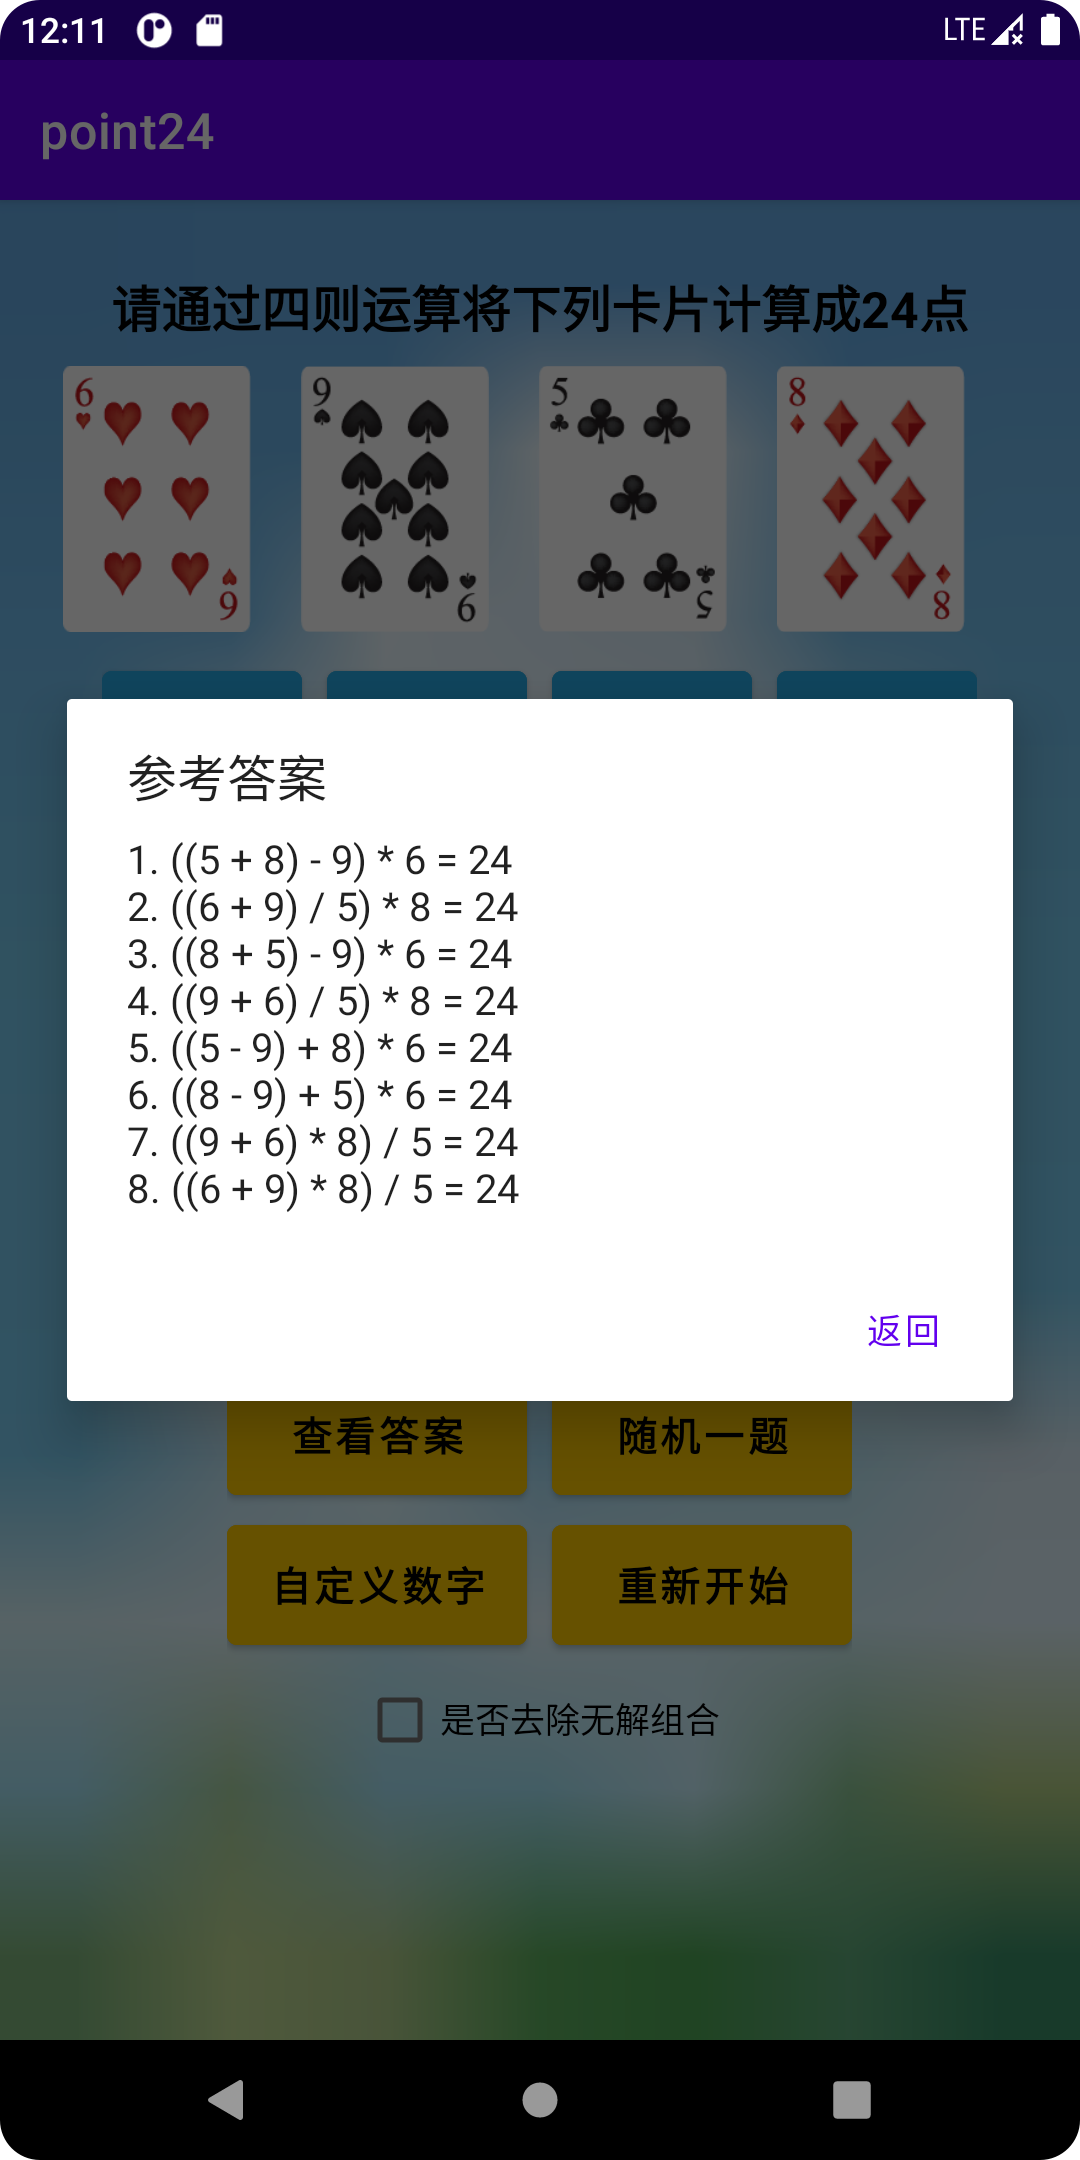 12:11 LTE
point24
请通过四则运算将下列卡片计算成24点
6 9 5 8
6 9 5 8
参考答案
1. ((5 + 8) - 9) * 6 = 24
2. ((6 + 9) / 5) * 8 = 24
3. ((8 + 5) - 9) * 6 = 24
4. ((9 + 6) / 5) * 8 = 24
5. ((5 - 9) + 8) * 6 = 24
6. ((8 - 9) + 5) * 6 = 24
7. ((9 + 6) * 8) / 5 = 24
8. ((6 + 9) * 8) / 5 = 24
返回
查看答案 随机一题
自定义数字 重新开始
是否去除无解组合